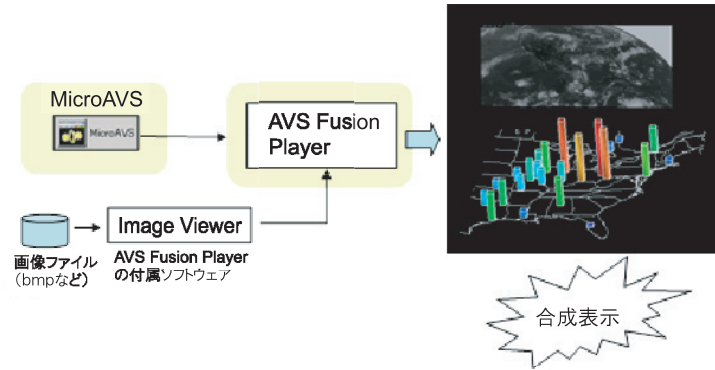 MicroAVS
MicroAVS
AVS Fusion
Player
Image Viewer
画像ファイル
(bmpなど)
AVS Fusion Player
の付属ソフトウェア
合成表示